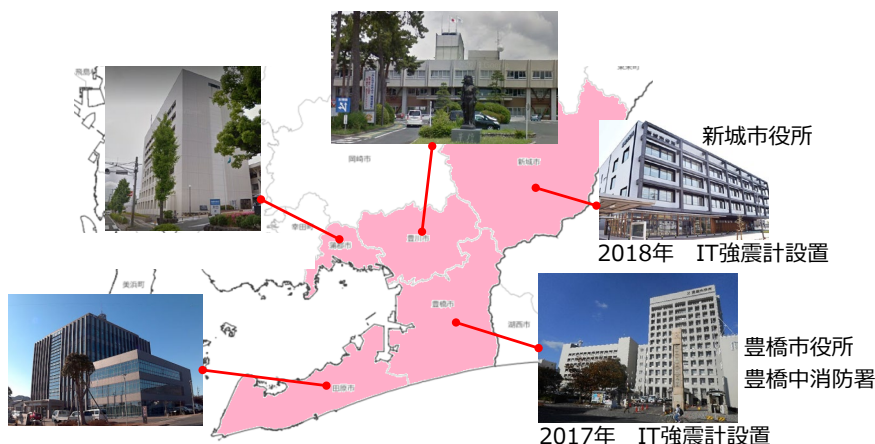 岡崎市
新城市
新城市役所
2018年　IT強震計設置
幸田町
蒲郡市
豊川市
美浜町
豊橋市
湖西市
豊橋市役所
豊橋中消防署
田原市
2017年　IT強震計設置